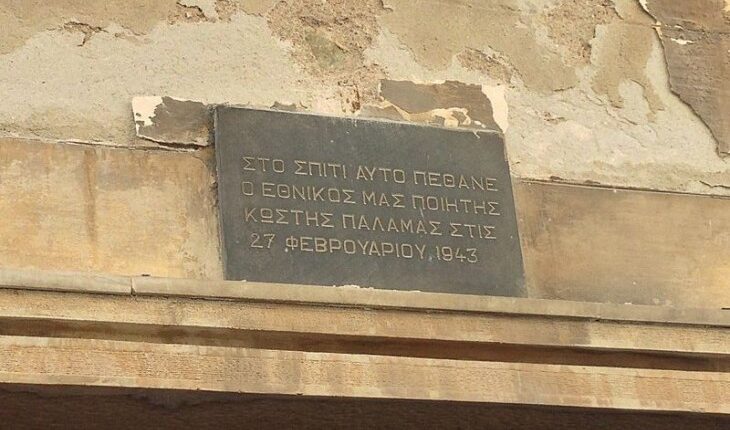 ΣΤΟ ΣΠΙΤΙ ΑΥΤΟ ΠΕΘΑΝΕ
Ο ΕΘΝΙΚΟΣ ΜΑΣ ΠΟΙΗΤΗΣ
ΚΩΣΤΗΣ ΠΑΛΑΜΑΣ ΣΤΙΣ
27 ΦΕΒΡΟΥΑΡΙΟΥ 1943